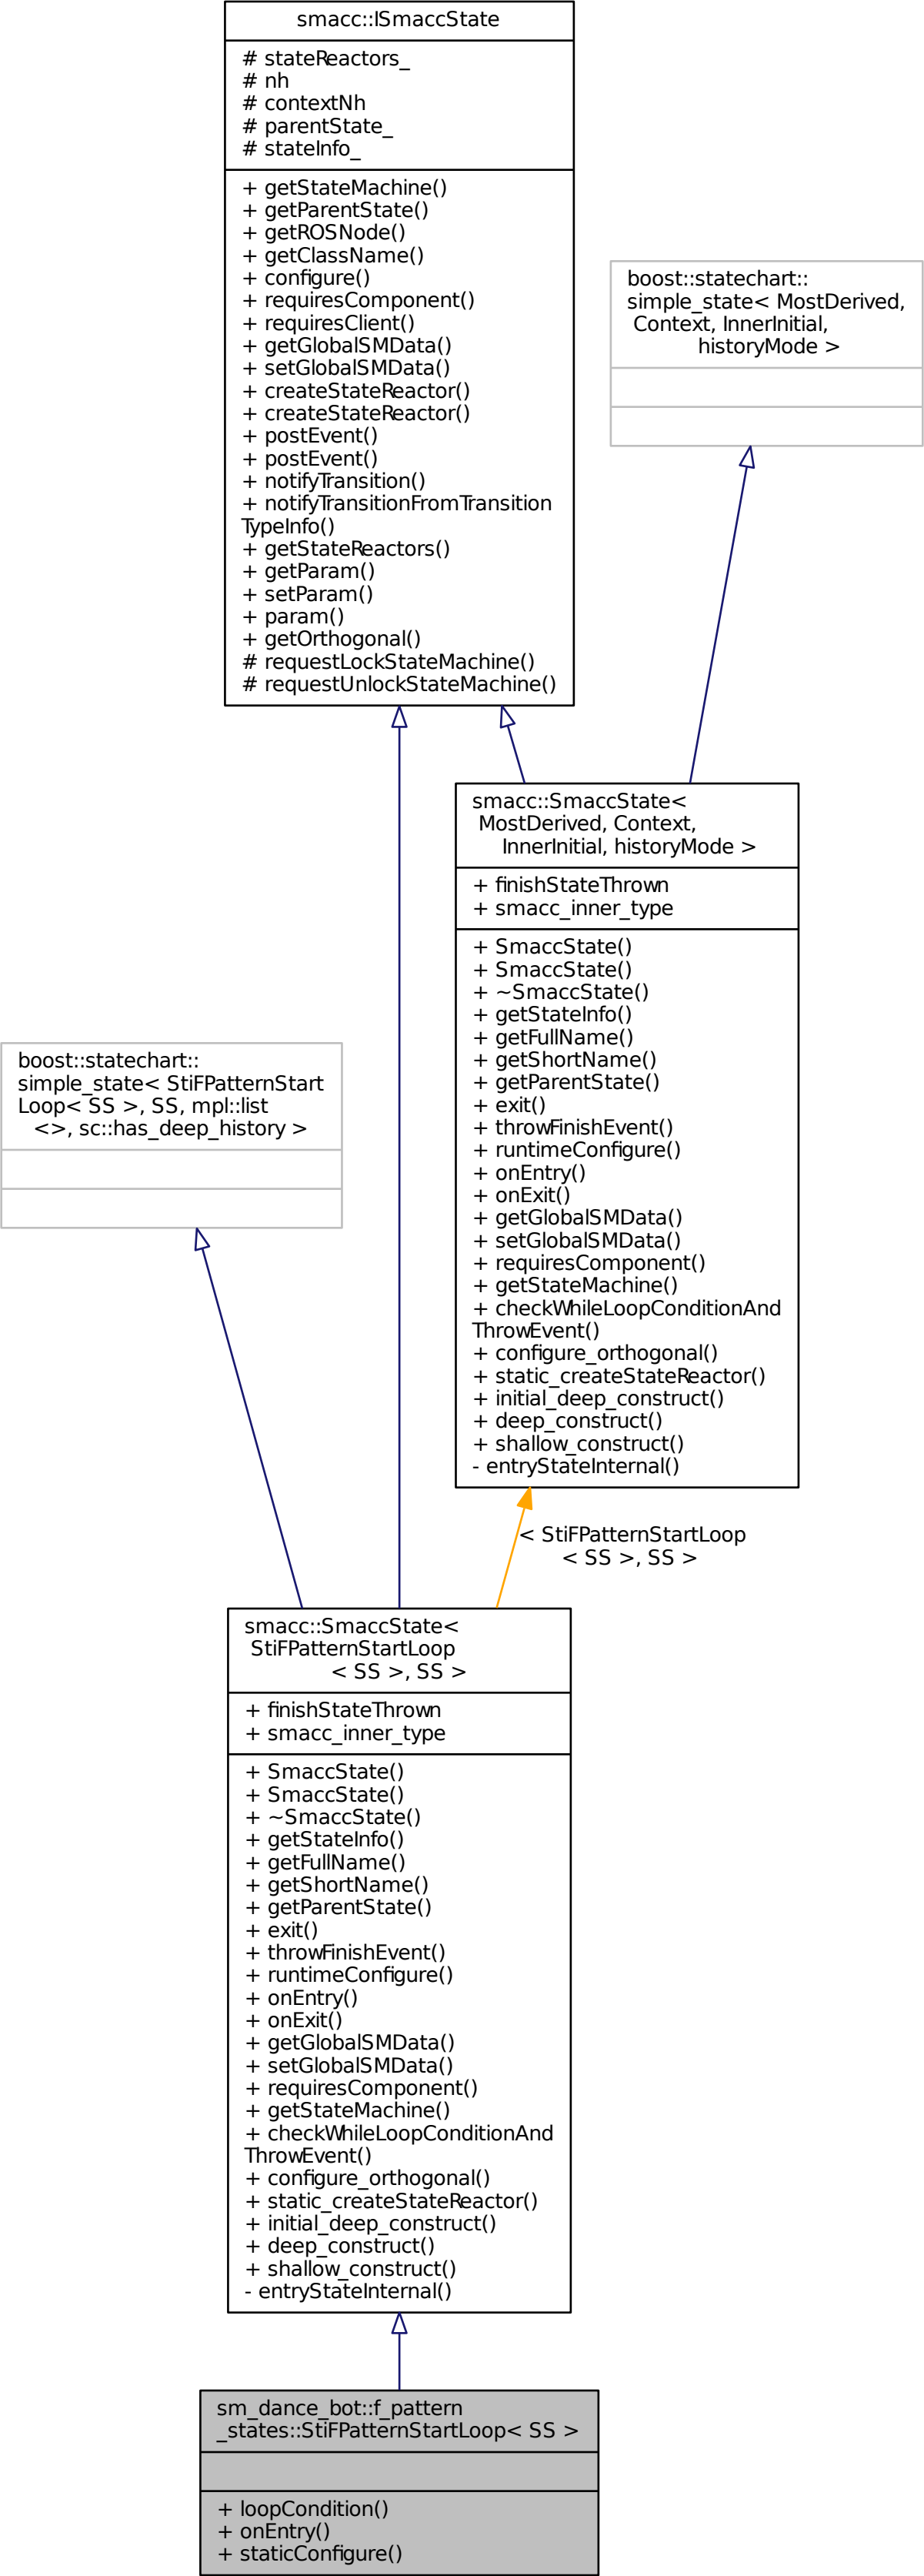 smacc::ISmaccState
# stateReactors_
# nh
# contextNh
# parentState_
# stateInfo_
+ getStateMachine()
+ getParentState()
+ getROSNode()
+ getClassName()
+ configure()
+ requiresComponent()
+ requiresClient()
+ getGlobalSMData()
+ setGlobalSMData()
+ createStateReactor()
+ createStateReactor()
+ postEvent()
+ postEvent()
+ notifyTransition()
+ notifyTransitionFromTransition
TypeInfo()
+ getStateReactors()
+ getParam()
+ setParam()
+ param()
+ getOrthogonal()
# requestLockStateMachine()
# requestUnlockStateMachine()
boost::statechart::
simple_state< MostDerived,
Context, InnerInitial,
historyMode >
smacc::SmaccState<
MostDerived, Context,
InnerInitial, historyMode >
+ finishStateThrown
+ smacc_inner_type
+ SmaccState()
+ SmaccState()
+ ~SmaccState()
+ getStateInfo()
+ getFullName()
+ getShortName()
+ getParentState()
+ exit()
+ throwFinishEvent()
+ runtimeConfigure()
+ onEntry()
+ onExit()
+ getGlobalSMData()
+ setGlobalSMData()
+ requiresComponent()
+ getStateMachine()
+ checkWhileLoopConditionAnd
ThrowEvent()
+ configure_orthogonal()
+ static_createStateReactor()
+ initial_deep_construct()
+ deep_construct()
+ shallow_construct()
- entryStateInternal()
boost::statechart::
simple_state< StiFPatternStart
Loop< SS >, SS, mpl::list
<>, sc::has_deep_history >
< StiFPatternStartLoop
< SS >, SS >
smacc::SmaccState<
StiFPatternStartLoop
< SS >, SS >
+ finishStateThrown
+ smacc_inner_type
+ SmaccState()
+ SmaccState()
+ ~SmaccState()
+ getStateInfo()
+ getFullName()
+ getShortName()
+ getParentState()
+ exit()
+ throwFinishEvent()
+ runtimeConfigure()
+ onEntry()
+ onExit()
+ getGlobalSMData()
+ setGlobalSMData()
+ requiresComponent()
+ getStateMachine()
+ checkWhileLoopConditionAnd
ThrowEvent()
+ configure_orthogonal()
+ static_createStateReactor()
+ initial_deep_construct()
+ deep_construct()
+ shallow_construct()
- entryStateInternal()
sm_dance_bot::f_pattern
_states::StiFPatternStartLoop< SS >
+ loopCondition()
+ onEntry()
+ staticConfigure()